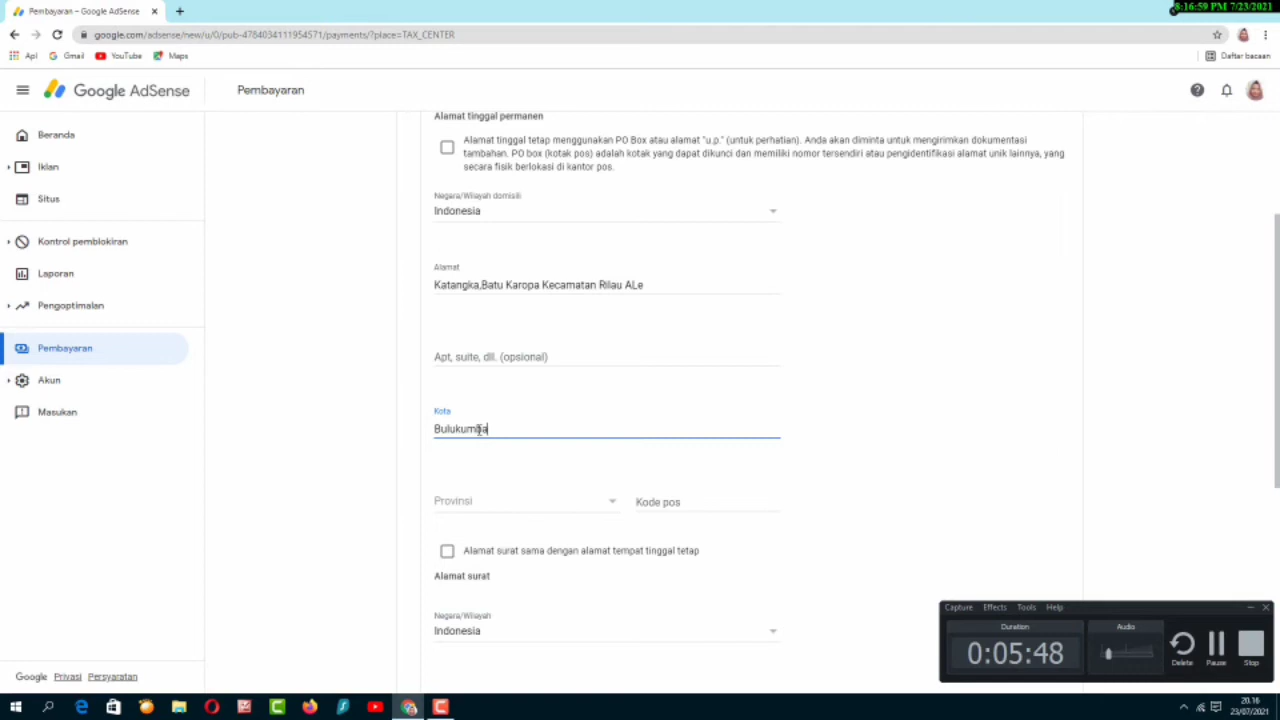 Pembayaran – Google AdSense
8:16:59 PM 7/23/2021
google.com/adsense/new/u/0/pub-4784034111954571/payments/?place=TAX_CENTER
Apl Gmail YouTube Maps Daftar bacaan
Google AdSense Pembayaran
Beranda
Iklan
Situs
Kontrol pemblokiran
Laporan
Pengoptimalan
Pembayaran
Akun
Masukan
Google Privasi Persyaratan
Alamat tinggal permanen
Alamat tinggal tetap menggunakan PO Box atau alamat "u.p." (untuk perhatian). Anda akan diminta untuk mengirimkan dokumentasi
tambahan. PO box (kotak pos) adalah kotak yang dapat dikunci dan memiliki nomor tersendiri atau pengidentifikasi alamat unik lainnya, yang
secara fisik berlokasi di kantor pos.
Negara/Wilayah domisili
Indonesia
Alamat
Katangka,Batu Karopa Kecamatan Rilau ALe
Apt, suite, dll. (opsional)
Kota
Bulukumba
Provinsi Kode pos
Alamat surat sama dengan alamat tempat tinggal tetap
Alamat surat
Negara/Wilayah
Indonesia
Capture Effects Tools Help
Duration Audio
0:05:48
Delete Pause Stop
20.16
23/07/2021